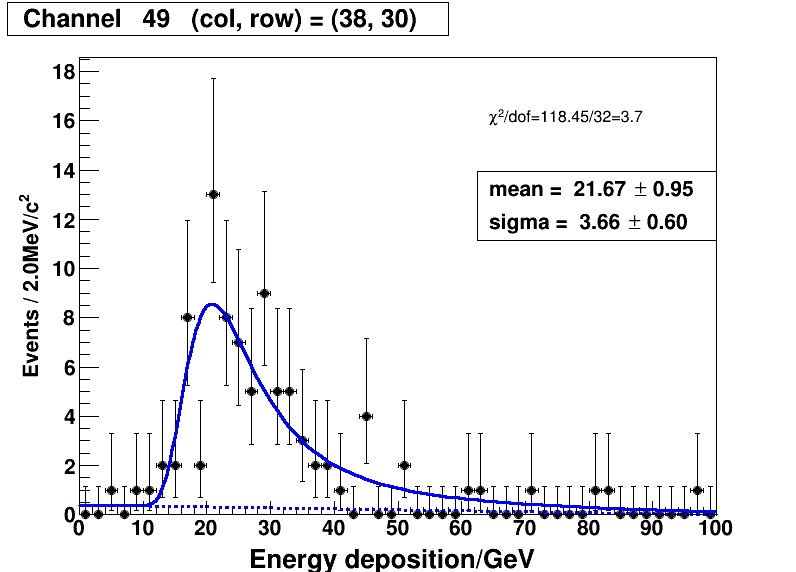 Channel 49 (col, row) = (38, 30)
χ²/dof=118.45/32=3.7
mean = 21.67 ± 0.95
sigma = 3.66 ± 0.60
Events / 2.0MeV/c²
18
16
14
12
10
8
6
4
2
0
0 10 20 30 40 50 60 70 80 90 100
Energy deposition/GeV